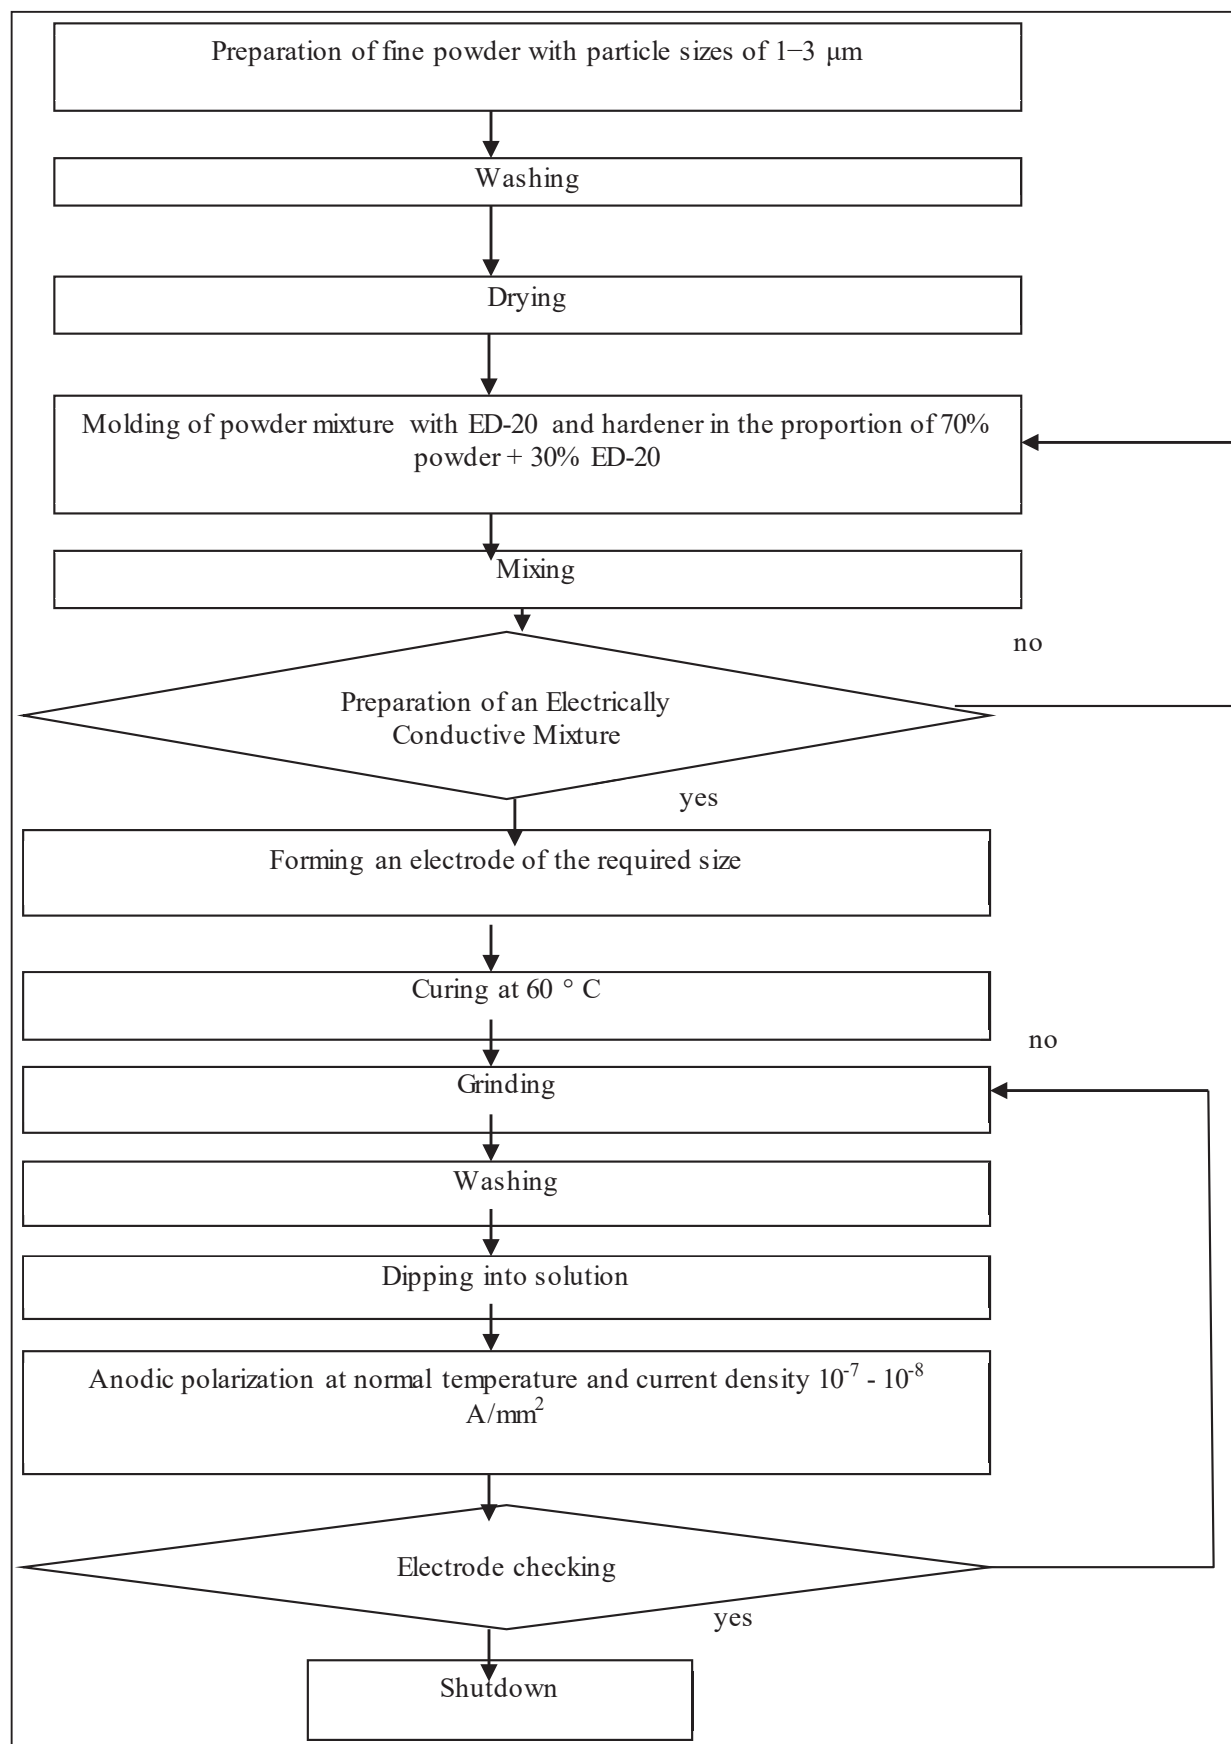 Preparation of fine powder with particle sizes of 1−3 μm
Washing
Drying
Molding of powder mixture with ED-20 and hardener in the proportion of 70%
powder + 30% ED-20
Mixing
no
Preparation of an Electrically
Conductive Mixture
yes
Forming an electrode of the required size
Curing at 60 ° C
no
Grinding
Washing
Dipping into solution
Anodic polarization at normal temperature and current density 10⁻⁷ - 10⁻⁸
A/mm²
Electrode checking
yes
Shutdown